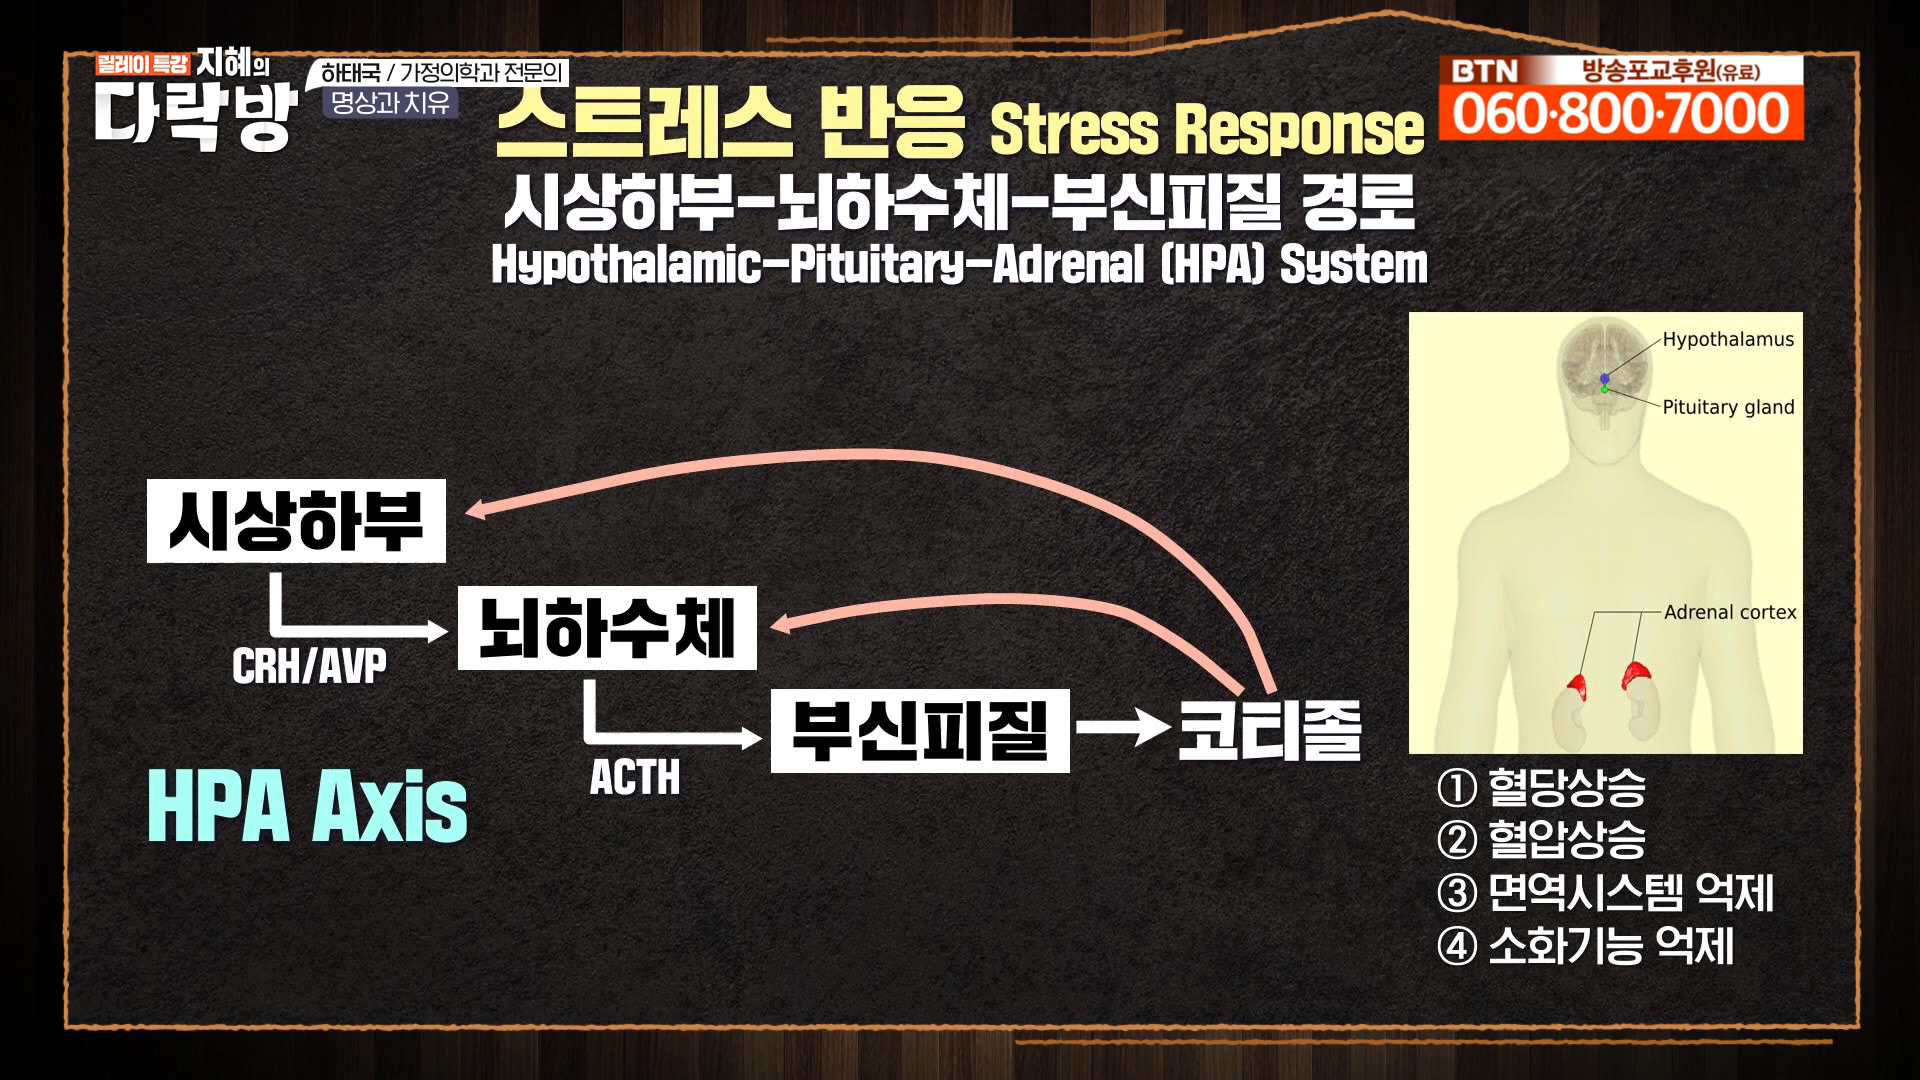 릴레이 특강 지혜의
다락방
하태국 / 가정의학과 전문의
명상과 치유
BTN 방송포교후원(유료)
060·800·7000
스트레스 반응 Stress Response
시상하부-뇌하수체-부신피질 경로
Hypothalamic-Pituitary-Adrenal (HPA) System
Hypothalamus
Pituitary gland
Adrenal cortex
시상하부
CRH/AVP
뇌하수체
ACTH
부신피질
코티졸
HPA Axis
① 혈당상승
② 혈압상승
③ 면역시스템 억제
④ 소화기능 억제